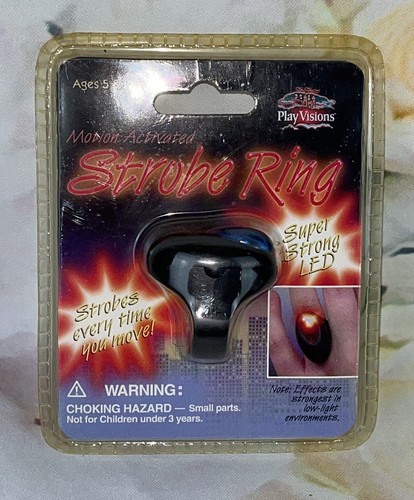 Ages 5
PlayVisions
Motion Activated
Strobe Ring
Super
Strong
LED
Strobes
every time
you move!
Note: Effects are
strongest in
low-light
environments.
WARNING:
CHOKING HAZARD — Small parts.
Not for Children under 3 years.